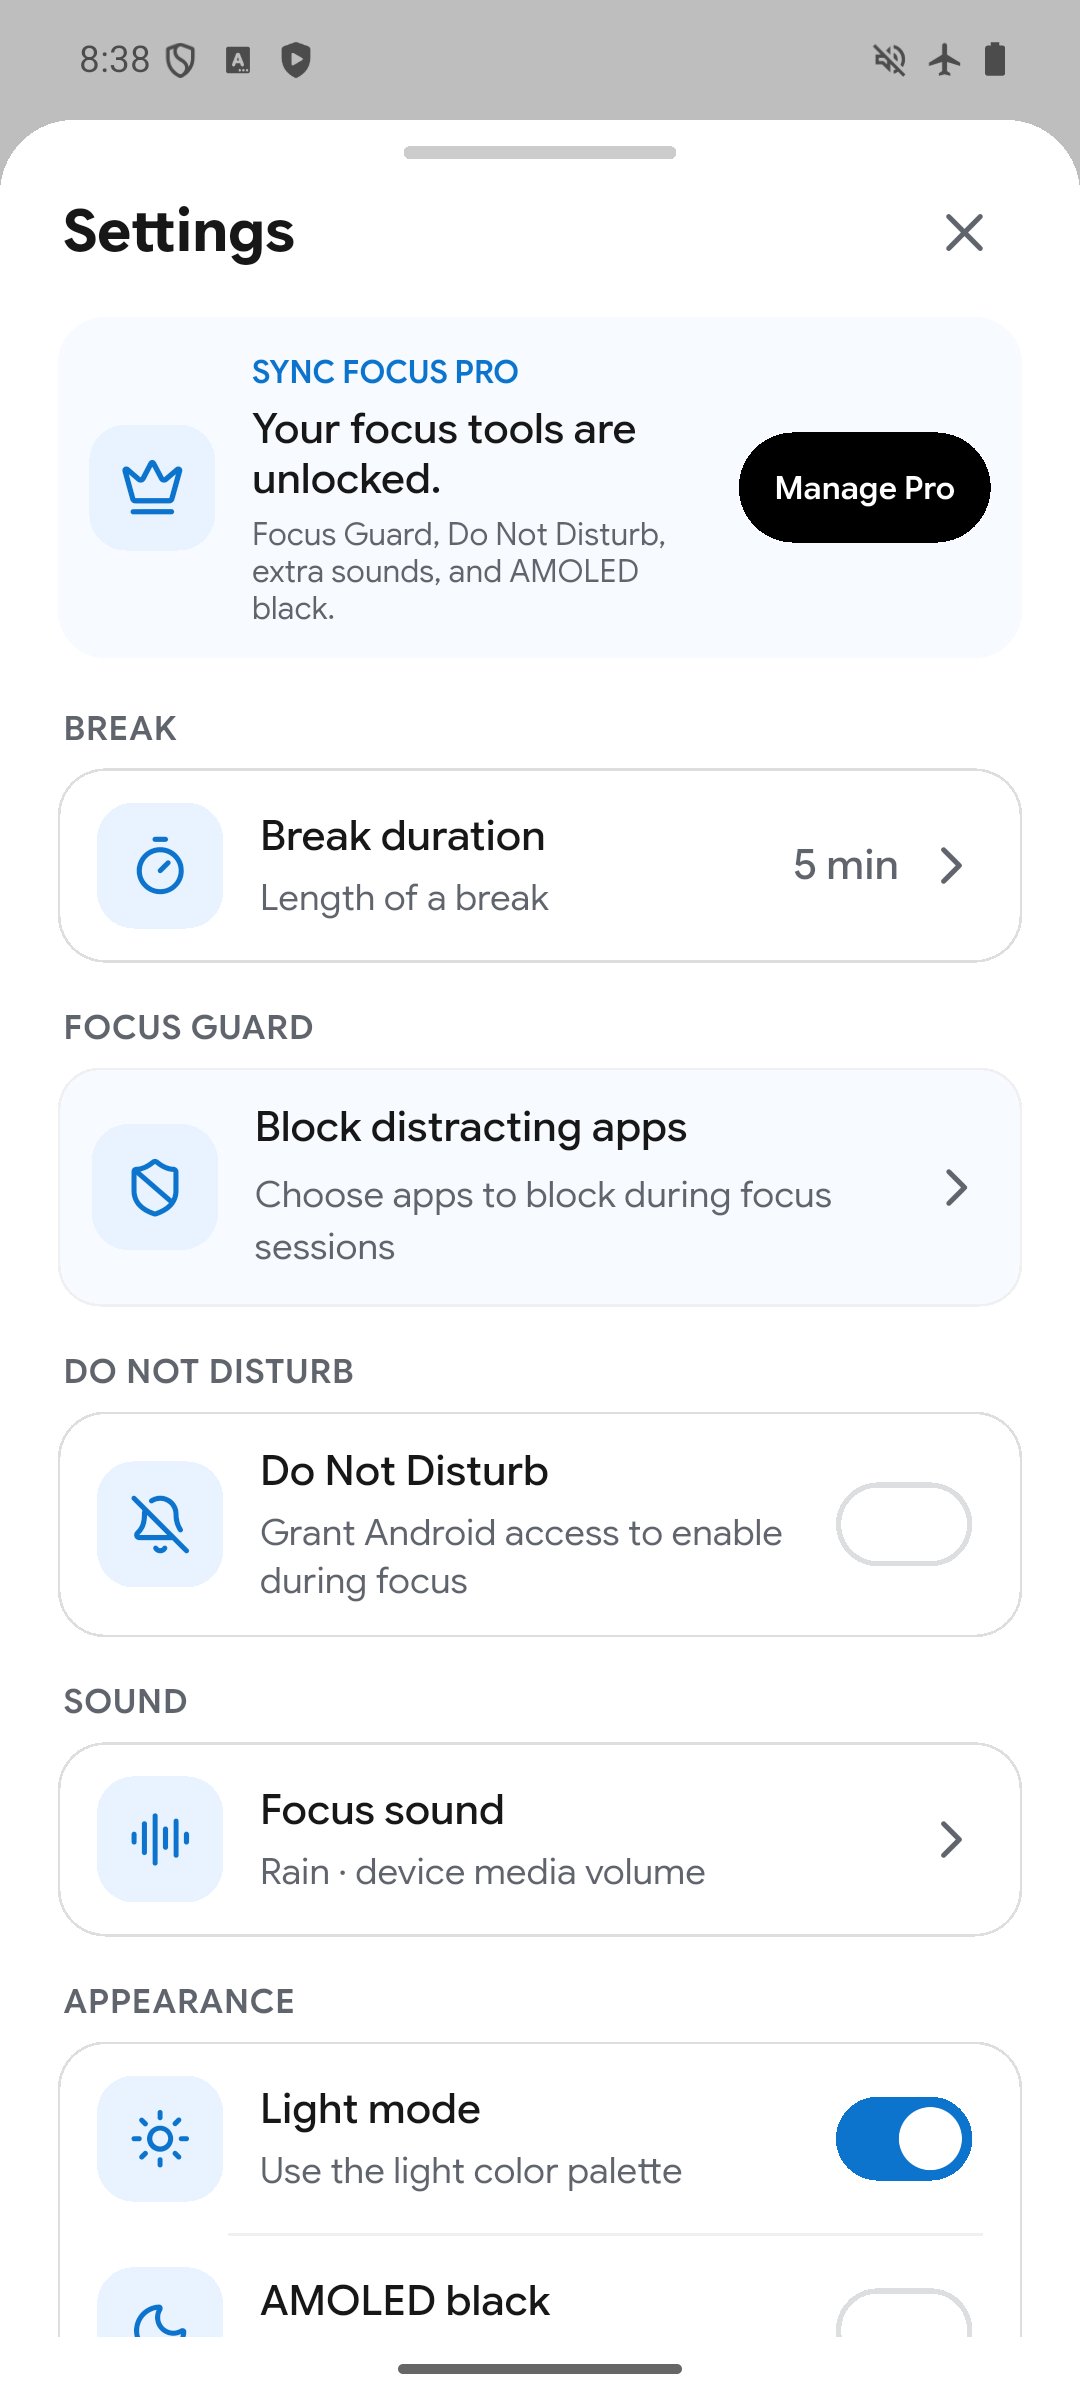 8:38
Settings
SYNC FOCUS PRO
Your focus tools are
unlocked.
Focus Guard, Do Not Disturb,
extra sounds, and AMOLED
black.
Manage Pro
BREAK
Break duration
Length of a break
5 min
FOCUS GUARD
Block distracting apps
Choose apps to block during focus
sessions
DO NOT DISTURB
Do Not Disturb
Grant Android access to enable
during focus
SOUND
Focus sound
Rain · device media volume
APPEARANCE
Light mode
Use the light color palette
AMOLED black